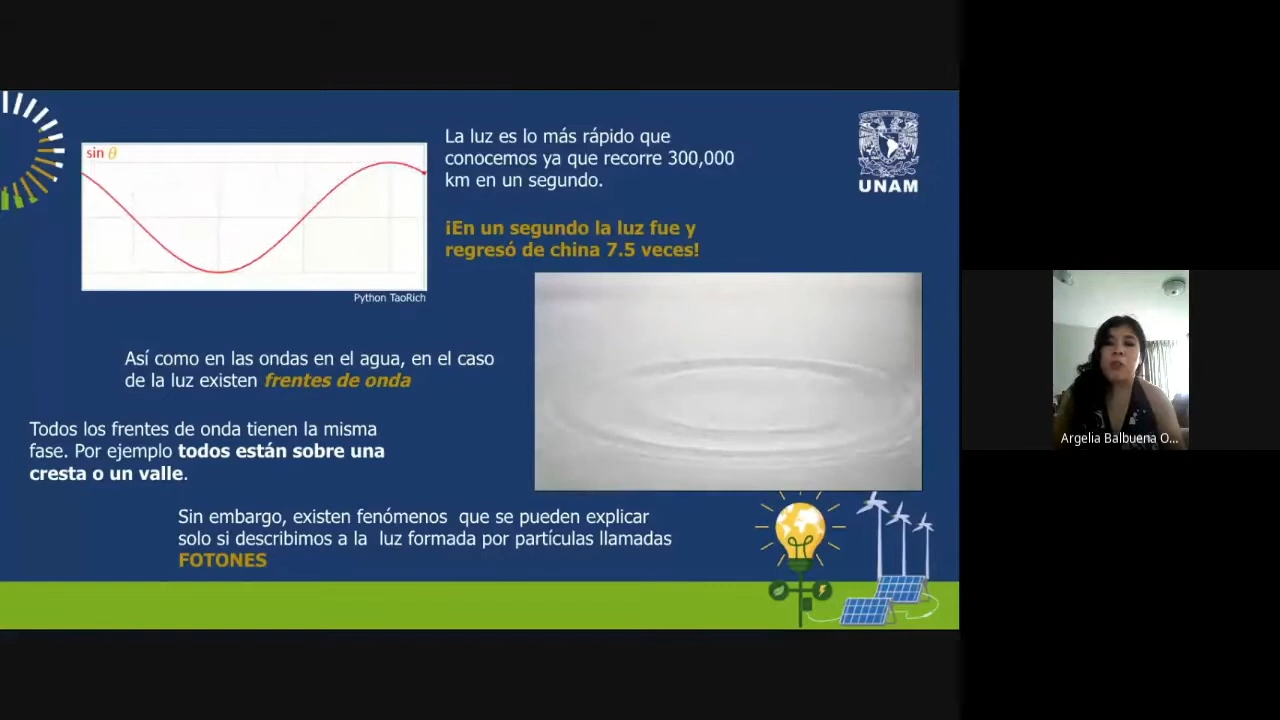 sin θ
Python TaoRich
La luz es lo más rápido que
conocemos ya que recorre 300,000
km en un segundo.
¡En un segundo la luz fue y
regresó de china 7.5 veces!
UNAM
Así como en las ondas en el agua, en el caso
de la luz existen frentes de onda
Todos los frentes de onda tienen la misma
fase. Por ejemplo todos están sobre una
cresta o un valle.
Sin embargo, existen fenómenos que se pueden explicar
solo si describimos a la luz formada por partículas llamadas
FOTONES
Argelia Balbuena O...